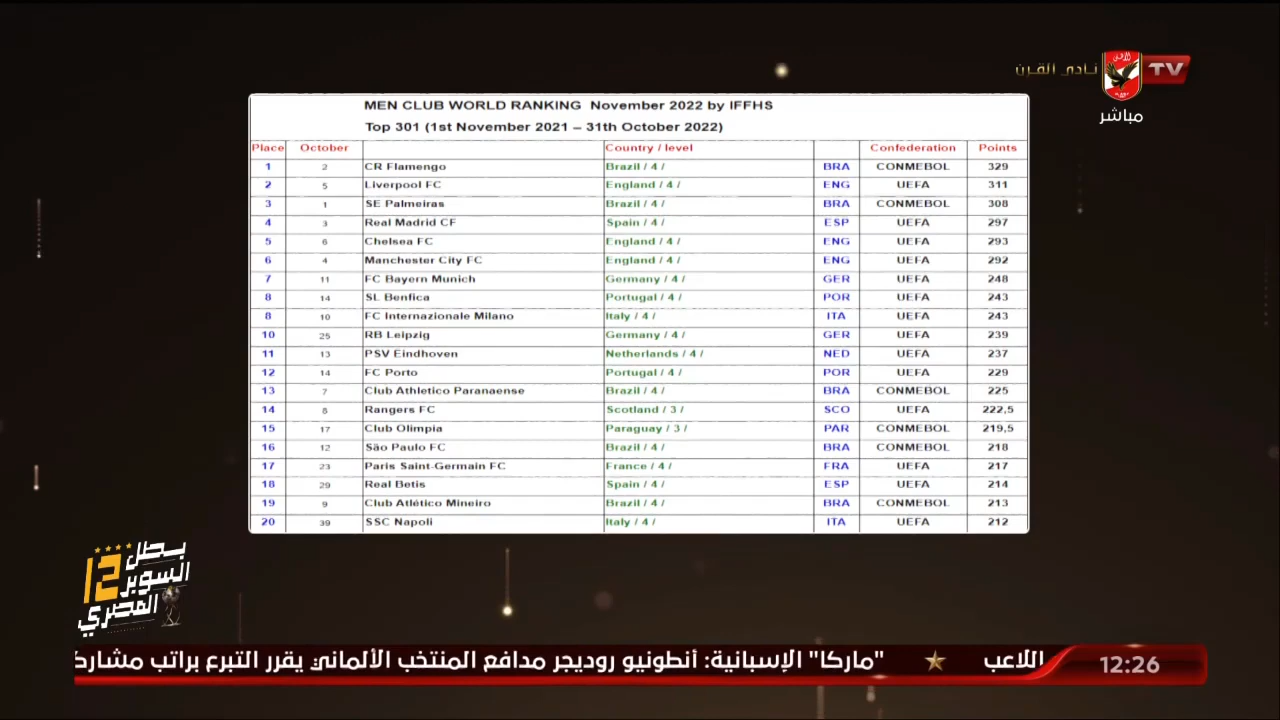 نادي القرن
TV
مباشر
MEN CLUB WORLD RANKING November 2022 by IFFHS
Top 301 (1st November 2021 – 31th October 2022)
Place October Country / level Confederation Points
1 2 CR Flamengo Brazil / 4 / BRA CONMEBOL 329
2 5 Liverpool FC England / 4 / ENG UEFA 311
3 1 SE Palmeiras Brazil / 4 / BRA CONMEBOL 308
4 3 Real Madrid CF Spain / 4 / ESP UEFA 297
5 6 Chelsea FC England / 4 / ENG UEFA 293
6 4 Manchester City FC England / 4 / ENG UEFA 292
7 11 FC Bayern Munich Germany / 4 / GER UEFA 248
8 14 SL Benfica Portugal / 4 / POR UEFA 243
8 10 FC Internazionale Milano Italy / 4 / ITA UEFA 243
10 25 RB Leipzig Germany / 4 / GER UEFA 239
11 13 PSV Eindhoven Netherlands / 4 / NED UEFA 237
12 14 FC Porto Portugal / 4 / POR UEFA 229
13 7 Club Athletico Paranaense Brazil / 4 / BRA CONMEBOL 225
14 8 Rangers FC Scotland / 3 / SCO UEFA 222,5
15 17 Club Olimpia Paraguay / 3 / PAR CONMEBOL 219,5
16 12 São Paulo FC Brazil / 4 / BRA CONMEBOL 218
17 23 Paris Saint-Germain FC France / 4 / FRA UEFA 217
18 29 Real Betis Spain / 4 / ESP UEFA 214
19 9 Club Atlético Mineiro Brazil / 4 / BRA CONMEBOL 213
20 39 SSC Napoli Italy / 4 / ITA UEFA 212
بطل
السوبر 12
المصري
اللاعب ★ "ماركا" الإسبانية: أنطونيو روديجر مدافع المنتخب الألماني يقرر التبرع براتب مشارك
12:26